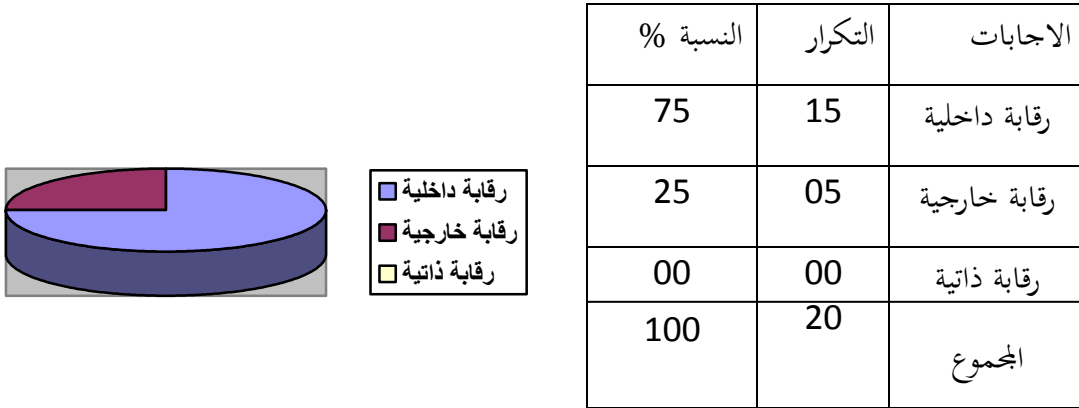 الاجابات التكرار النسبة %
رقابة داخلية 15 75
رقابة خارجية 05 25
رقابة ذاتية 00 00
المجموع 20 100
رقابة داخلية
رقابة خارجية
رقابة ذاتية